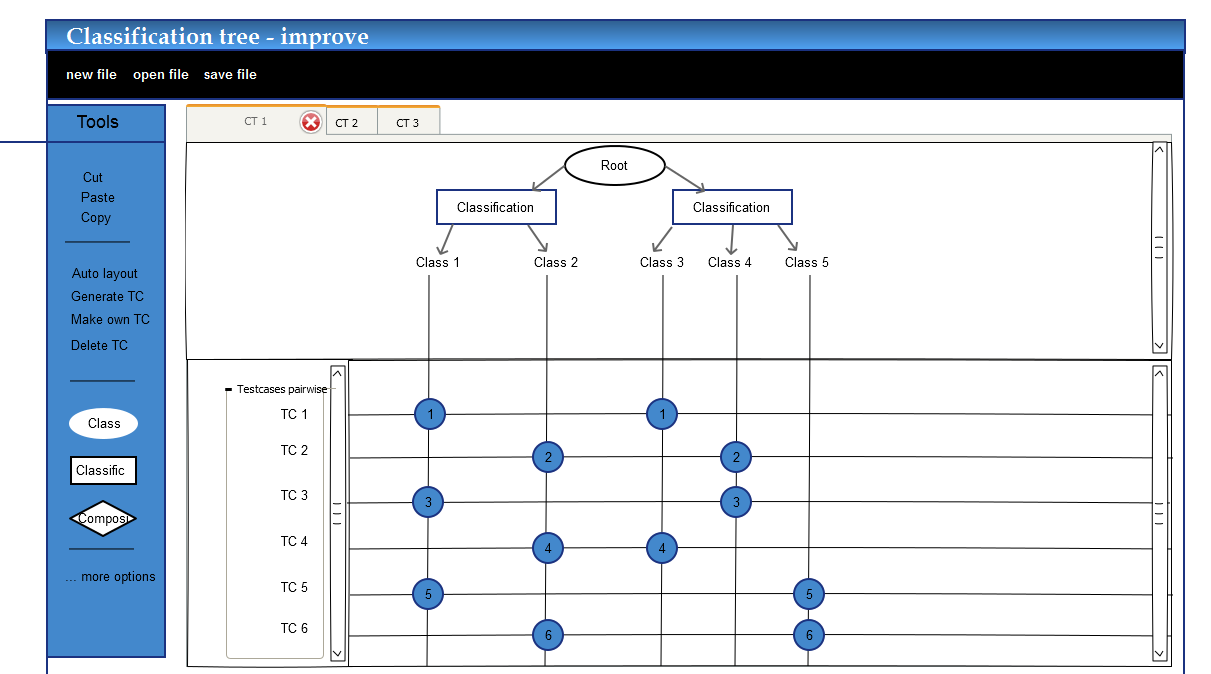 Classification tree - improve
new file open file save file
Tools
Cut
Paste
Copy
Auto layout
Generate TC
Make own TC
Delete TC
Class
Classific
Composi
... more options
CT 1 CT 2 CT 3
Root
Classification Classification
Class 1 Class 2 Class 3 Class 4 Class 5
Testcases pairwise
TC 1 1 1
TC 2 2 2
TC 3 3 3
TC 4 4 4
TC 5 5 5
TC 6 6 6